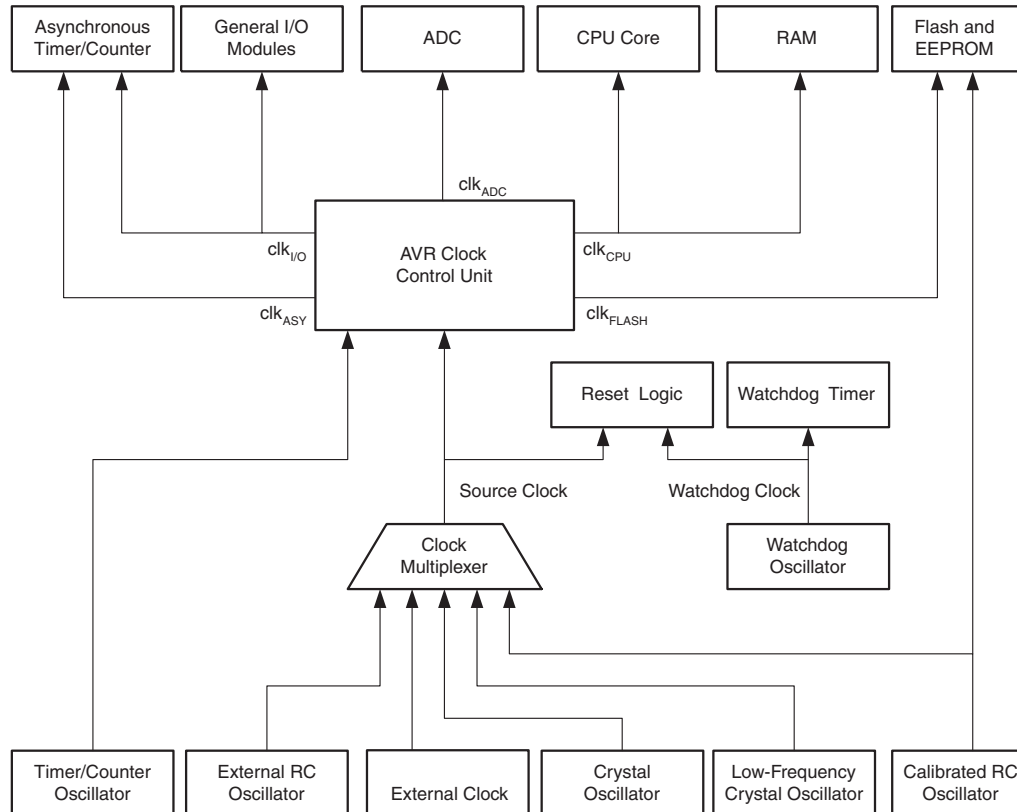 Asynchronous
Timer/Counter
General I/O
Modules
ADC
CPU Core
RAM
Flash and
EEPROM
clkADC
clkI/O
AVR Clock
Control Unit
clkCPU
clkASY
clkFLASH
Reset Logic
Watchdog Timer
Source Clock
Watchdog Clock
Clock
Multiplexer
Watchdog
Oscillator
Timer/Counter
Oscillator
External RC
Oscillator
External Clock
Crystal
Oscillator
Low-Frequency
Crystal Oscillator
Calibrated RC
Oscillator